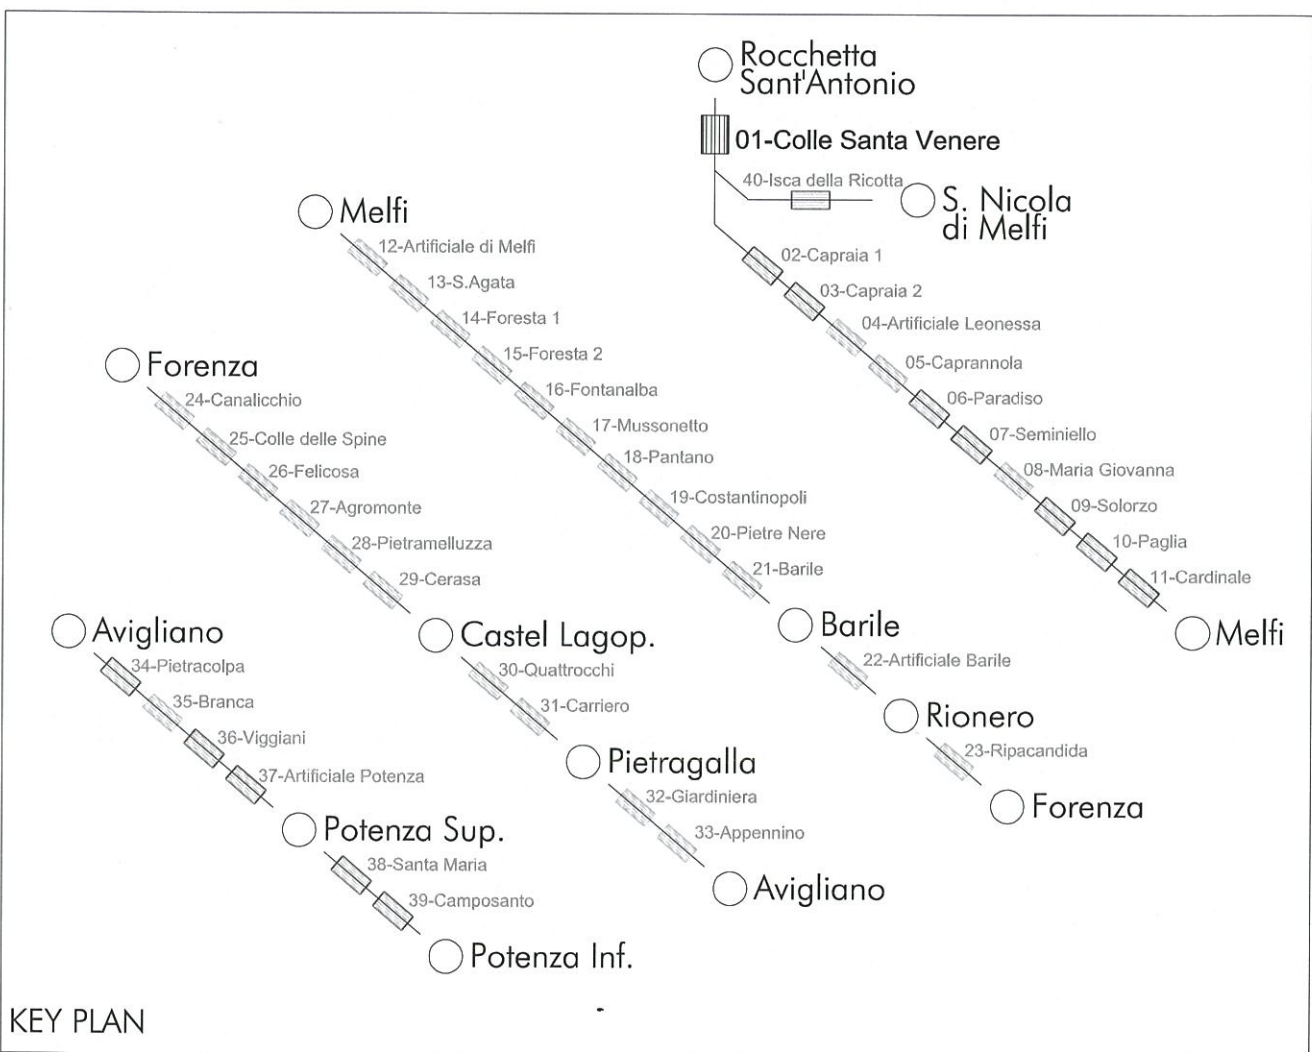 Rocchetta
Sant'Antonio
01-Colle Santa Venere
40-Isca della Ricotta
S. Nicola
di Melfi
02-Capraia 1
03-Capraia 2
04-Artificiale Leonessa
05-Caprannola
06-Paradiso
07-Seminiello
08-Maria Giovanna
09-Solorzo
10-Paglia
11-Cardinale
Melfi
Melfi
12-Artificiale di Melfi
13-S.Agata
14-Foresta 1
15-Foresta 2
16-Fontanalba
17-Mussonetto
18-Pantano
19-Costantinopoli
20-Pietre Nere
21-Barile
Barile
22-Artificiale Barile
Rionero
23-Ripacandida
Forenza
Forenza
24-Canalicchio
25-Colle delle Spine
26-Felicosa
27-Agromonte
28-Pietramelluzza
29-Cerasa
Castel Lagop.
30-Quattrocchi
31-Carriero
Pietragalla
32-Giardiniera
33-Appennino
Avigliano
Avigliano
34-Pietracolpa
35-Branca
36-Viggiani
37-Artificiale Potenza
Potenza Sup.
38-Santa Maria
39-Camposanto
Potenza Inf.
KEY PLAN